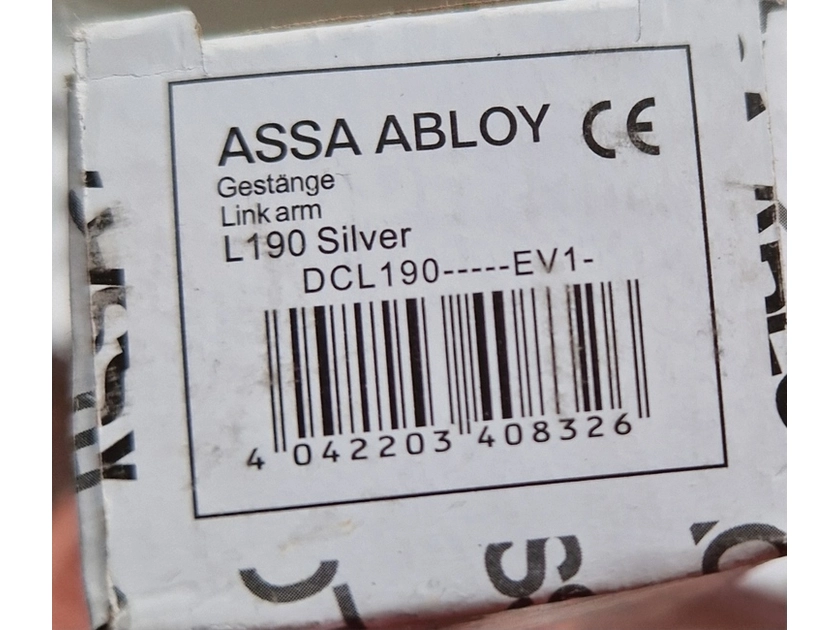 ASSA ABLOY CE
Gestänge
Link arm
L190 Silver
DCL190-----EV1-
4 042203 408326